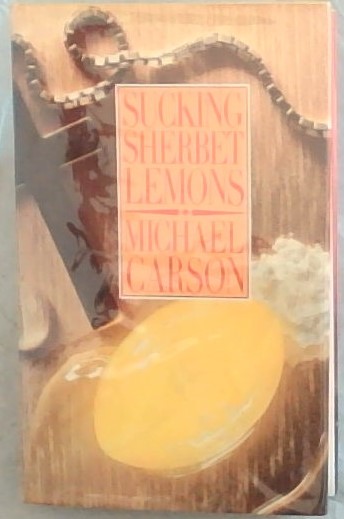 SUCKING
SHERBET
LEMONS
MICHAEL
CARSON